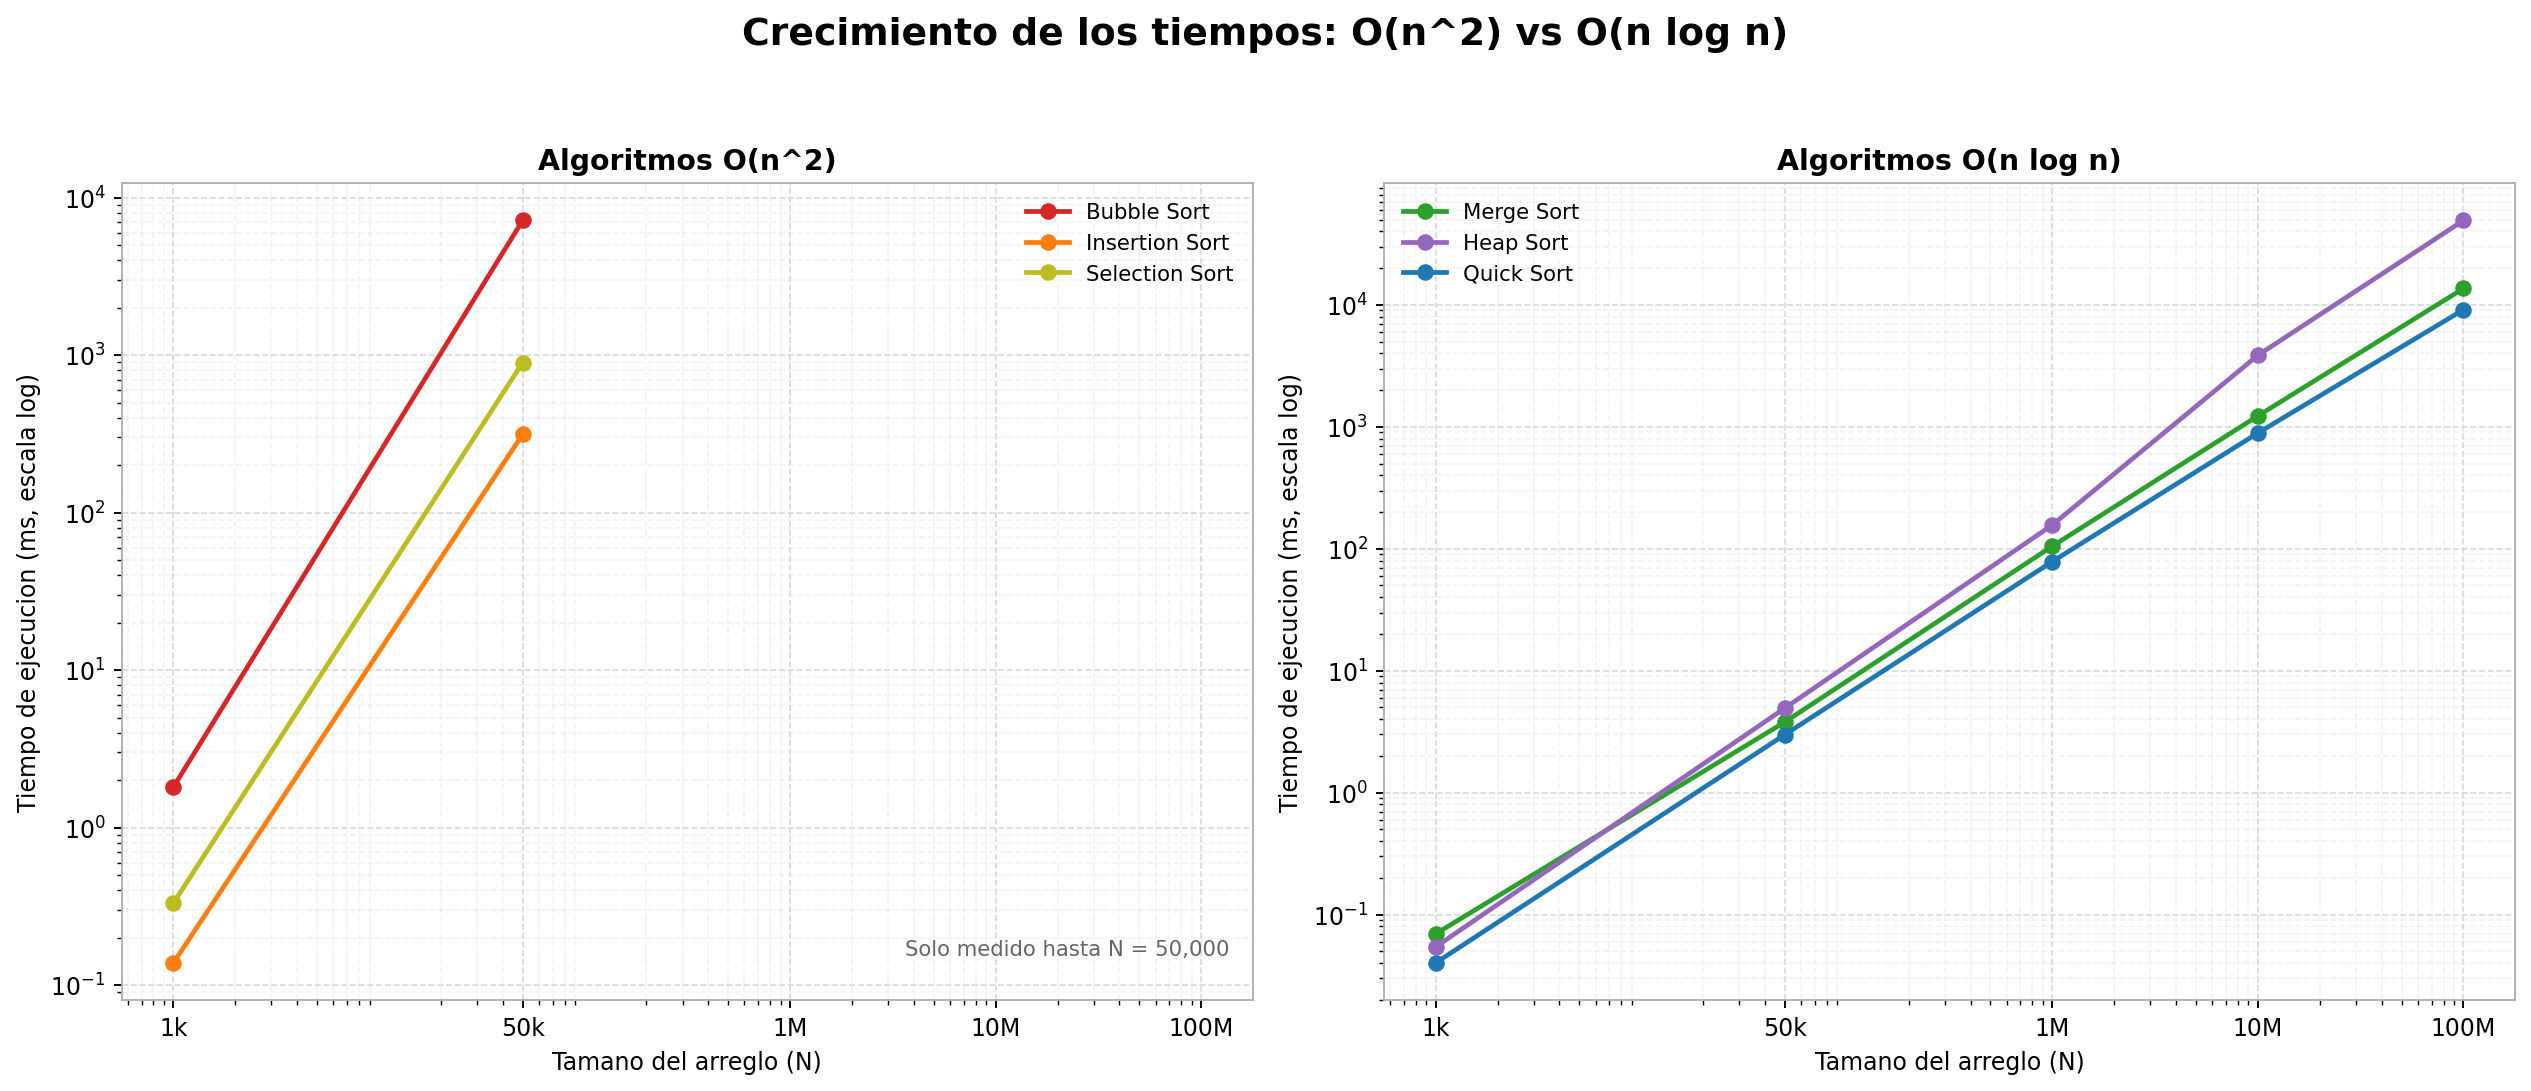 Crecimiento de los tiempos: O(n^2) vs O(n log n)
Algoritmos O(n^2)
Tiempo de ejecucion (ms, escala log)
10^4
10^3
10^2
10^1
10^0
10^−1
Bubble Sort
Insertion Sort
Selection Sort
Solo medido hasta N = 50,000
1k 50k 1M 10M 100M
Tamano del arreglo (N)
Algoritmos O(n log n)
Tiempo de ejecucion (ms, escala log)
10^4
10^3
10^2
10^1
10^0
10^−1
Merge Sort
Heap Sort
Quick Sort
1k 50k 1M 10M 100M
Tamano del arreglo (N)